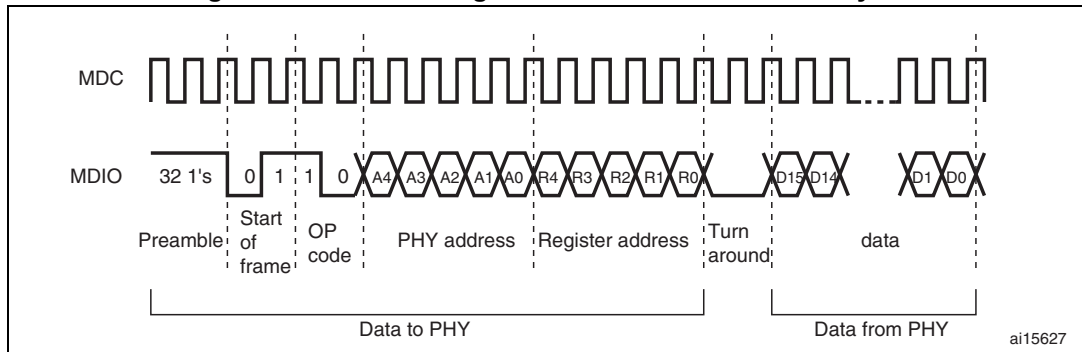 MDC
MDIO
32 1's 0 1 1 0 A4 A3 A2 A1 A0 R4 R3 R2 R1 R0 D15 D14 D1 D0
Preamble
Start
of
frame
OP
code
PHY address
Register address
Turn
around
data
Data to PHY
Data from PHY
ai15627